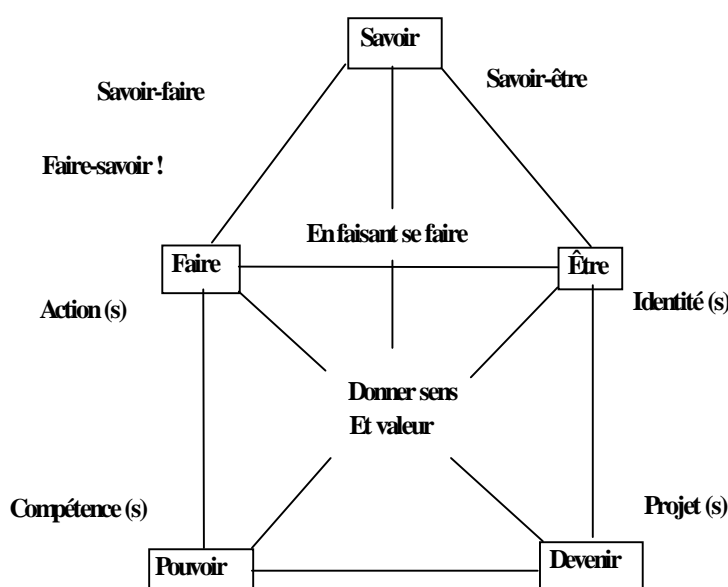 Savoir
Savoir-faire
Savoir-être
Faire-savoir !
En faisant se faire
Faire
Être
Action (s)
Identité (s)
Donner sens
Et valeur
Compétence (s)
Projet (s)
Pouvoir
Devenir